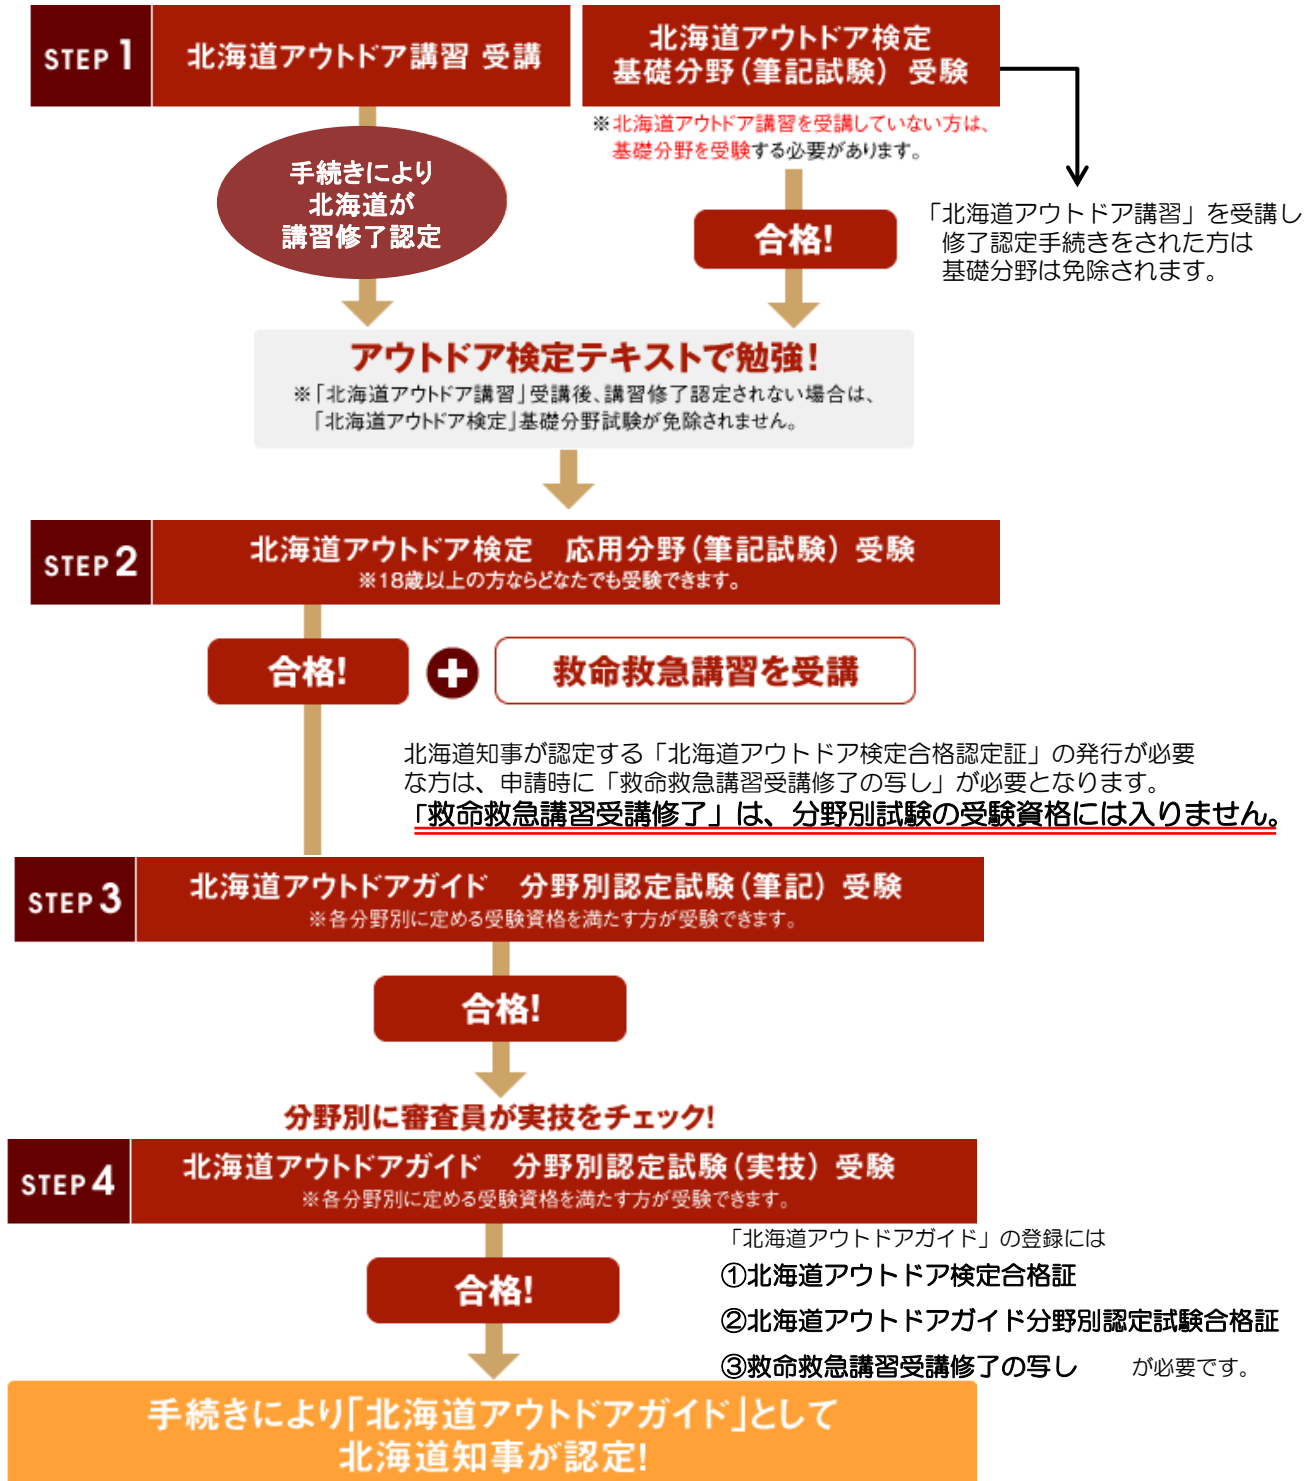 STEP 1
北海道アウトドア講習 受講
北海道アウトドア検定
基礎分野(筆記試験) 受験
※北海道アウトドア講習を受講していない方は、
基礎分野を受験する必要があります。
手続きにより
北海道が
講習修了認定
合格!
「北海道アウトドア講習」を受講し
修了認定手続きをされた方は
基礎分野は免除されます。
アウトドア検定テキストで勉強!
※「北海道アウトドア講習」受講後、講習修了認定されない場合は、
「北海道アウトドア検定」基礎分野試験が免除されません。
STEP 2
北海道アウトドア検定　応用分野(筆記試験) 受験
※18歳以上の方ならどなたでも受験できます。
合格!
救命救急講習を受講
北海道知事が認定する「北海道アウトドア検定合格認定証」の発行が必要
な方は、申請時に「救命救急講習受講修了の写し」が必要となります。
「救命救急講習受講修了」は、分野別試験の受験資格には入りません。
STEP 3
北海道アウトドアガイド　分野別認定試験(筆記) 受験
※各分野別に定める受験資格を満たす方が受験できます。
合格!
分野別に審査員が実技をチェック!
STEP 4
北海道アウトドアガイド　分野別認定試験(実技) 受験
※各分野別に定める受験資格を満たす方が受験できます。
合格!
「北海道アウトドアガイド」の登録には
①北海道アウトドア検定合格証
②北海道アウトドアガイド分野別認定試験合格証
③救命救急講習受講修了の写し　が必要です。
手続きにより「北海道アウトドアガイド」として
北海道知事が認定!